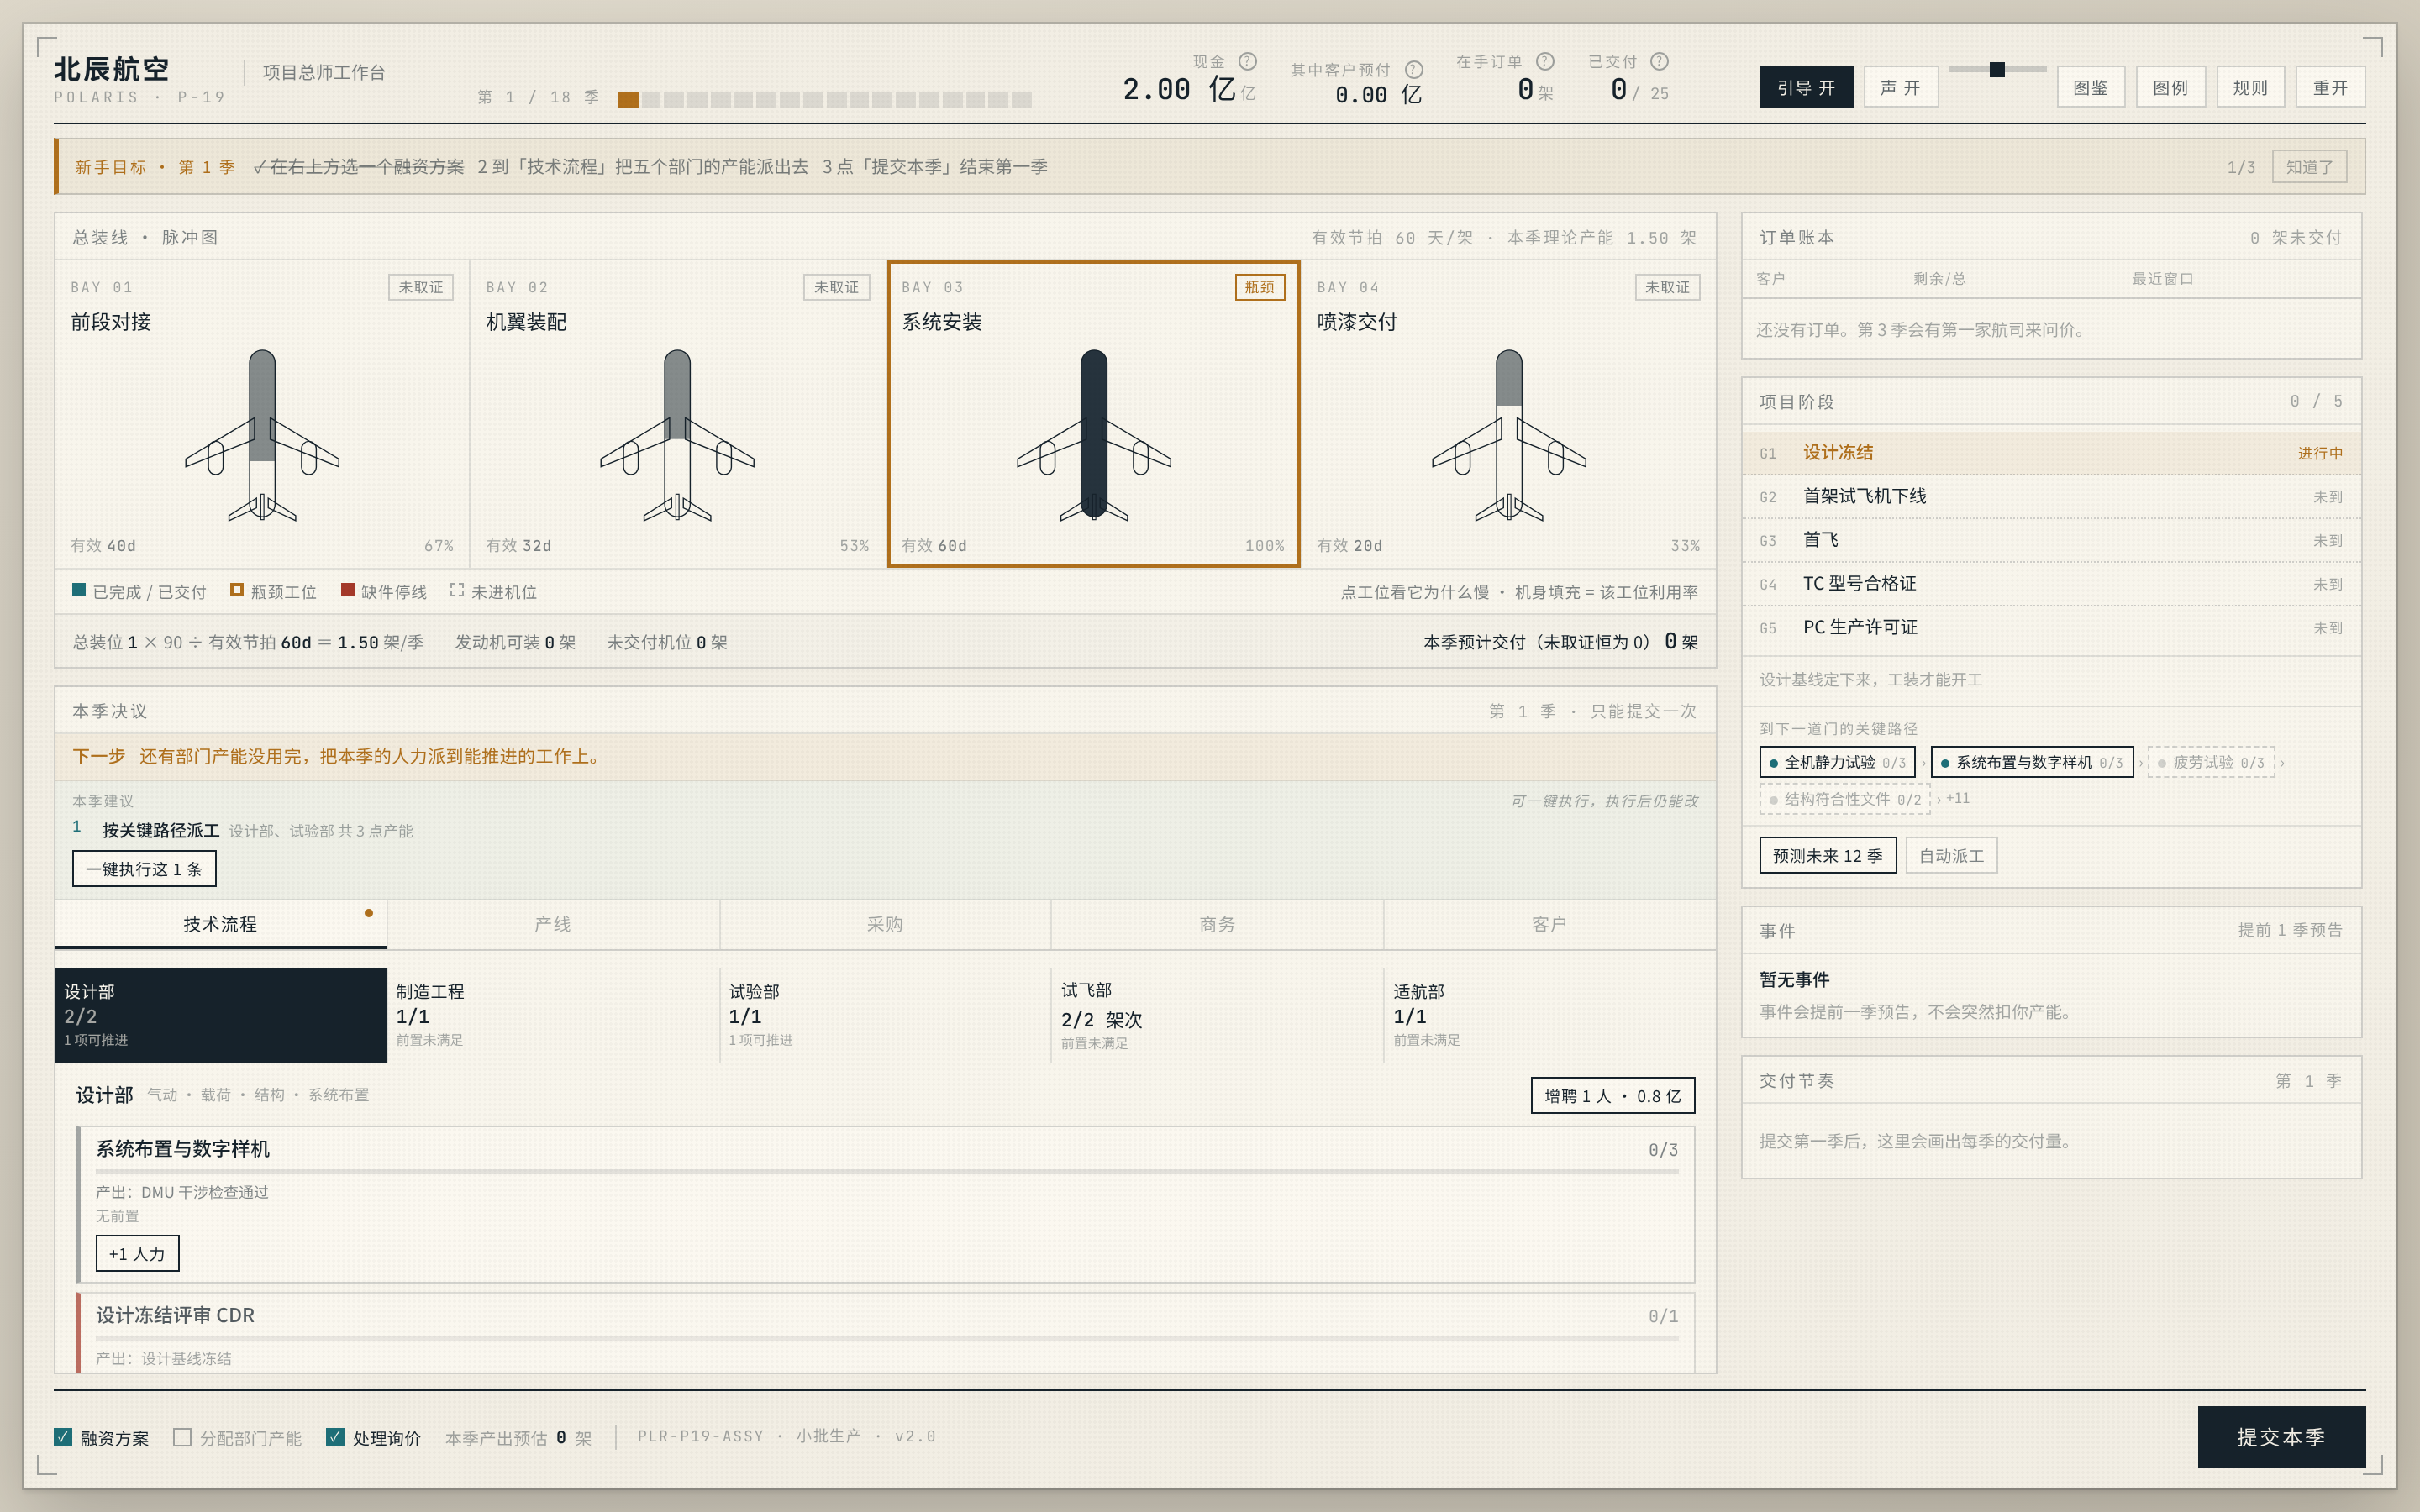 北辰航空
POLARIS · P-19
项目总师工作台
第 1 / 18 季
现金 ?
2.00 亿亿
其中客户预付 ?
0.00 亿
在手订单 ?
0架
已交付 ?
0/ 25
引导 开
声 开
图鉴
图例
规则
重开
新手目标 · 第 1 季 ✓在右上方选一个融资方案 2 到「技术流程」把五个部门的产能派出去 3 点「提交本季」结束第一季
1/3 知道了
总装线 · 脉冲图
有效节拍 60 天/架 · 本季理论产能 1.50 架
BAY 01 未取证
前段对接
有效 40d 67%
BAY 02 未取证
机翼装配
有效 32d 53%
BAY 03 瓶颈
系统安装
有效 60d 100%
BAY 04 未取证
喷漆交付
有效 20d 33%
已完成 / 已交付 瓶颈工位 缺件停线 未进机位
点工位看它为什么慢 · 机身填充 = 该工位利用率
总装位 1 × 90 ÷ 有效节拍 60d = 1.50 架/季 发动机可装 0 架 未交付机位 0 架
本季预计交付（未取证恒为 0） 0 架
本季决议
第 1 季 · 只能提交一次
下一步 还有部门产能没用完，把本季的人力派到能推进的工作上。
本季建议
可一键执行，执行后仍能改
1 按关键路径派工 设计部、试验部 共 3 点产能
一键执行这 1 条
技术流程
产线
采购
商务
客户
设计部
2/2
1 项可推进
制造工程
1/1
前置未满足
试验部
1/1
1 项可推进
试飞部
2/2 架次
前置未满足
适航部
1/1
前置未满足
设计部 气动 · 载荷 · 结构 · 系统布置
增聘 1 人 · 0.8 亿
系统布置与数字样机 0/3
产出：DMU 干涉检查通过
无前置
+1 人力
设计冻结评审 CDR 0/1
产出：设计基线冻结
订单账本
0 架未交付
客户 剩余/总 最近窗口
还没有订单。第 3 季会有第一家航司来问价。
项目阶段
0 / 5
G1 设计冻结 进行中
G2 首架试飞机下线 未到
G3 首飞 未到
G4 TC 型号合格证 未到
G5 PC 生产许可证 未到
设计基线定下来，工装才能开工
到下一道门的关键路径
全机静力试验 0/3 › 系统布置与数字样机 0/3 › 疲劳试验 0/3 ›
结构符合性文件 0/2 › +11
预测未来 12 季 自动派工
事件
提前 1 季预告
暂无事件
事件会提前一季预告，不会突然扣你产能。
交付节奏
第 1 季
提交第一季后，这里会画出每季的交付量。
✓ 融资方案 分配部门产能 ✓ 处理询价 本季产出预估 0 架 PLR-P19-ASSY · 小批生产 · v2.0
提交本季